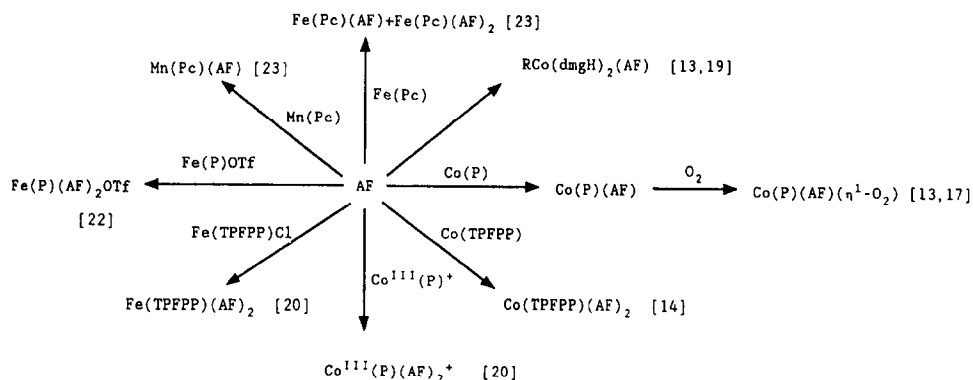 Fe(Pc)(AF)+Fe(Pc)(AF)₂ [23]
Mn(Pc)(AF) [23]
RCo(dmgH)₂(AF) [13,19]
Mn(Pc)
Fe(Pc)
Fe(P)OTf
Co(P)
O₂
Fe(P)(AF)₂OTf
AF
Co(P)(AF)
Co(P)(AF)(η¹-O₂) [13,17]
[22]
Fe(TPFPP)Cl
Co(TPFPP)
Coᴵᴵᴵ(P)⁺
Fe(TPFPP)(AF)₂ [20]
Co(TPFPP)(AF)₂ [14]
Coᴵᴵᴵ(P)(AF)₂⁺ [20]